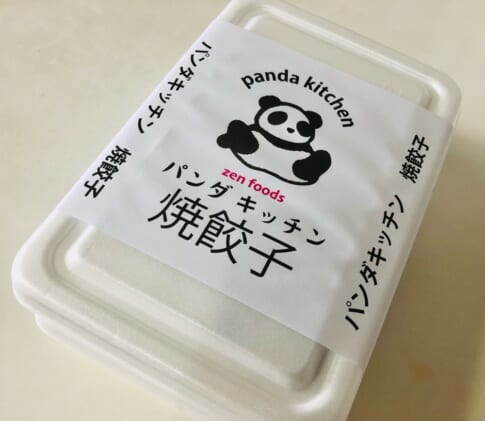 panda kitchen
zen foods
パンダキッチン
焼餃子
パンダキッチン 焼餃子
パンダキッチン 焼餃子